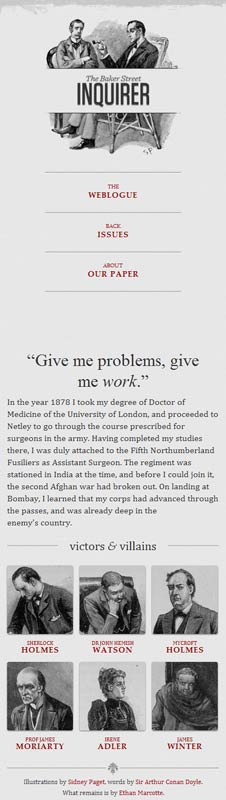 The Baker Street
INQUIRER
THE
WEBLOGUE
BACK
ISSUES
ABOUT
OUR PAPER
“Give me problems, give
me work.”
In the year 1878 I took my degree of Doctor of
Medicine of the University of London, and proceeded to
Netley to go through the course prescribed for
surgeons in the army. Having completed my studies
there, I was duly attached to the Fifth Northumberland
Fusiliers as Assistant Surgeon. The regiment was
stationed in India at the time, and before I could join it,
the second Afghan war had broken out. On landing at
Bombay, I learned that my corps had advanced through
the passes, and was already deep in the
enemy’s country.
victors & villains
SHERLOCK
HOLMES
DR JOHN HEMISH
WATSON
MYCROFT
HOLMES
PROF JAMES
MORIARTY
IRENE
ADLER
JAMES
WINTER
Illustrations by Sidney Paget, words by Sir Arthur Conan Doyle.
What remains is by Ethan Marcotte.